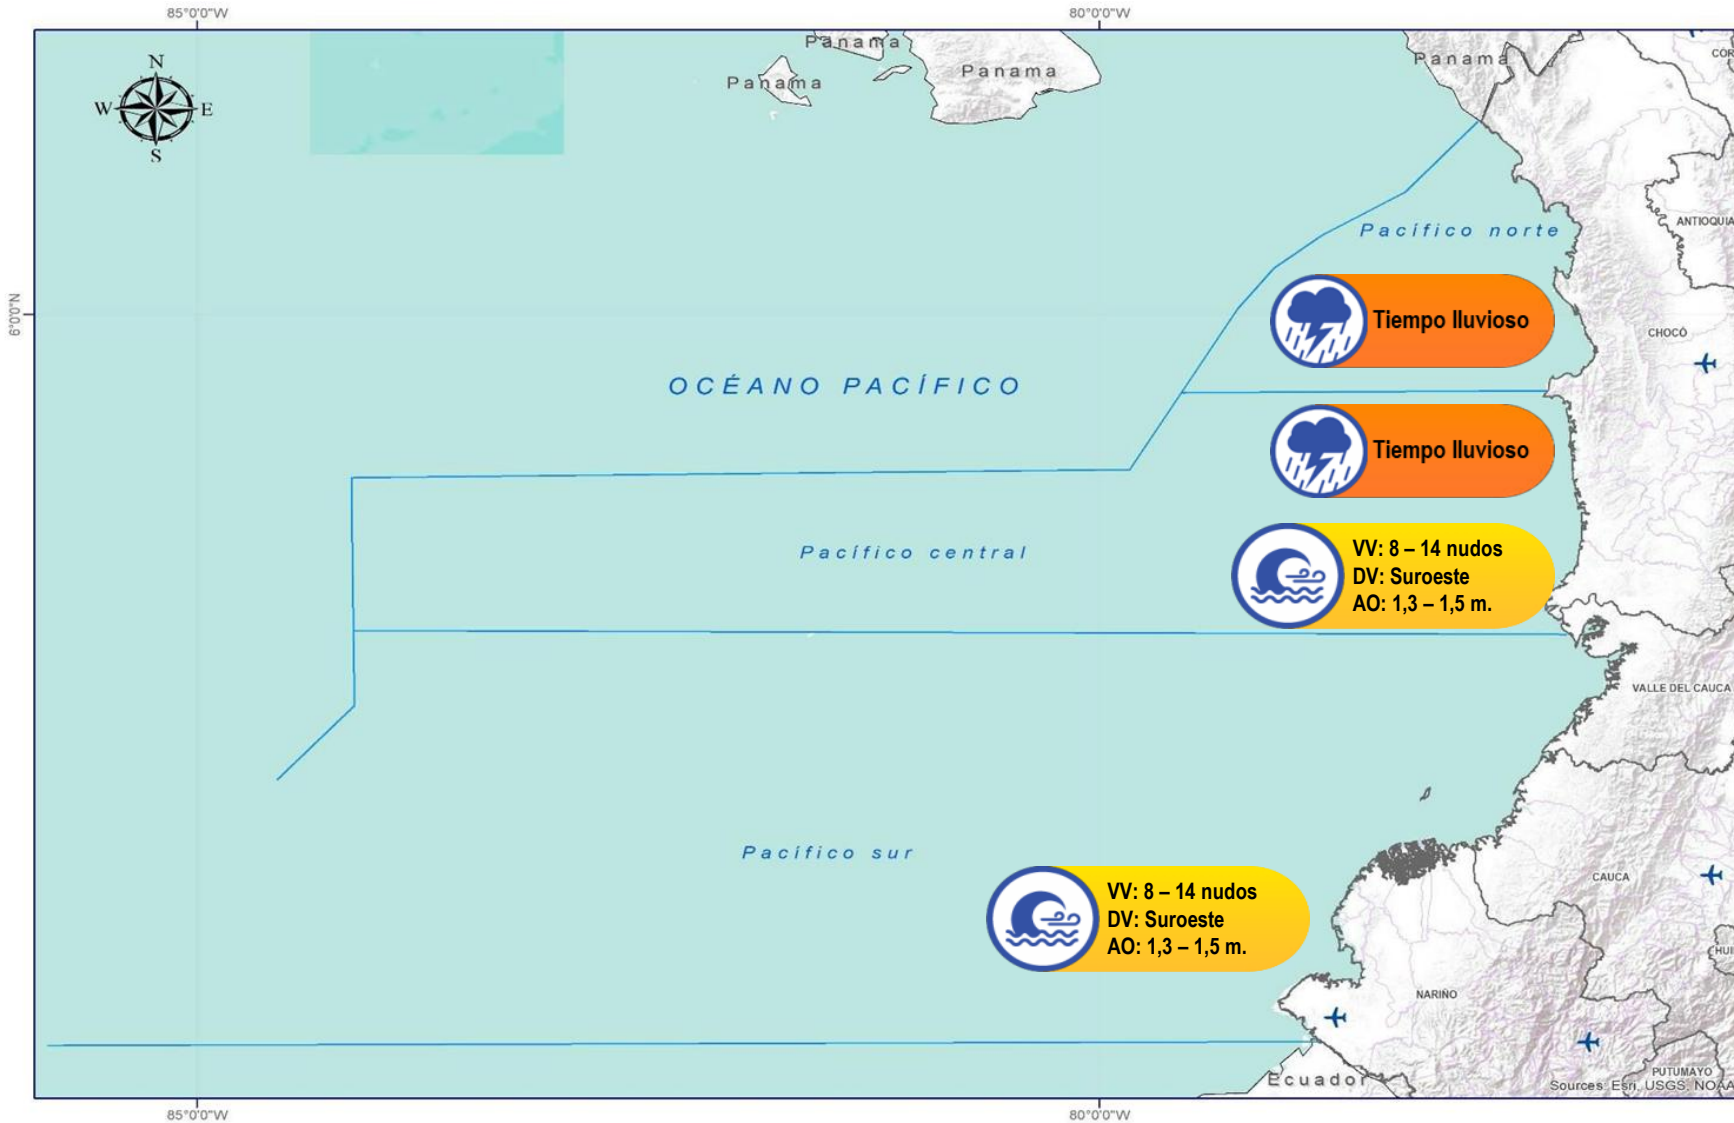 85°0'0"W
80°0'0"W
N
W
E
S
Panama
Panama
Panama
Panamá
ANTIOQUIA
Pacífico norte
6°0'0"N
Tiempo lluvioso
CHOCÓ
OCÉANO PACÍFICO
Tiempo lluvioso
Pacífico central
VV: 8 – 14 nudos
DV: Suroeste
AO: 1,3 – 1,5 m.
VALLE DEL CAUCA
Pacífico sur
CAUCA
VV: 8 – 14 nudos
DV: Suroeste
AO: 1,3 – 1,5 m.
NARIÑO
Ecuador
PUTUMAYO
Sources: Esri, USGS, NOAA
85°0'0"W
80°0'0"W